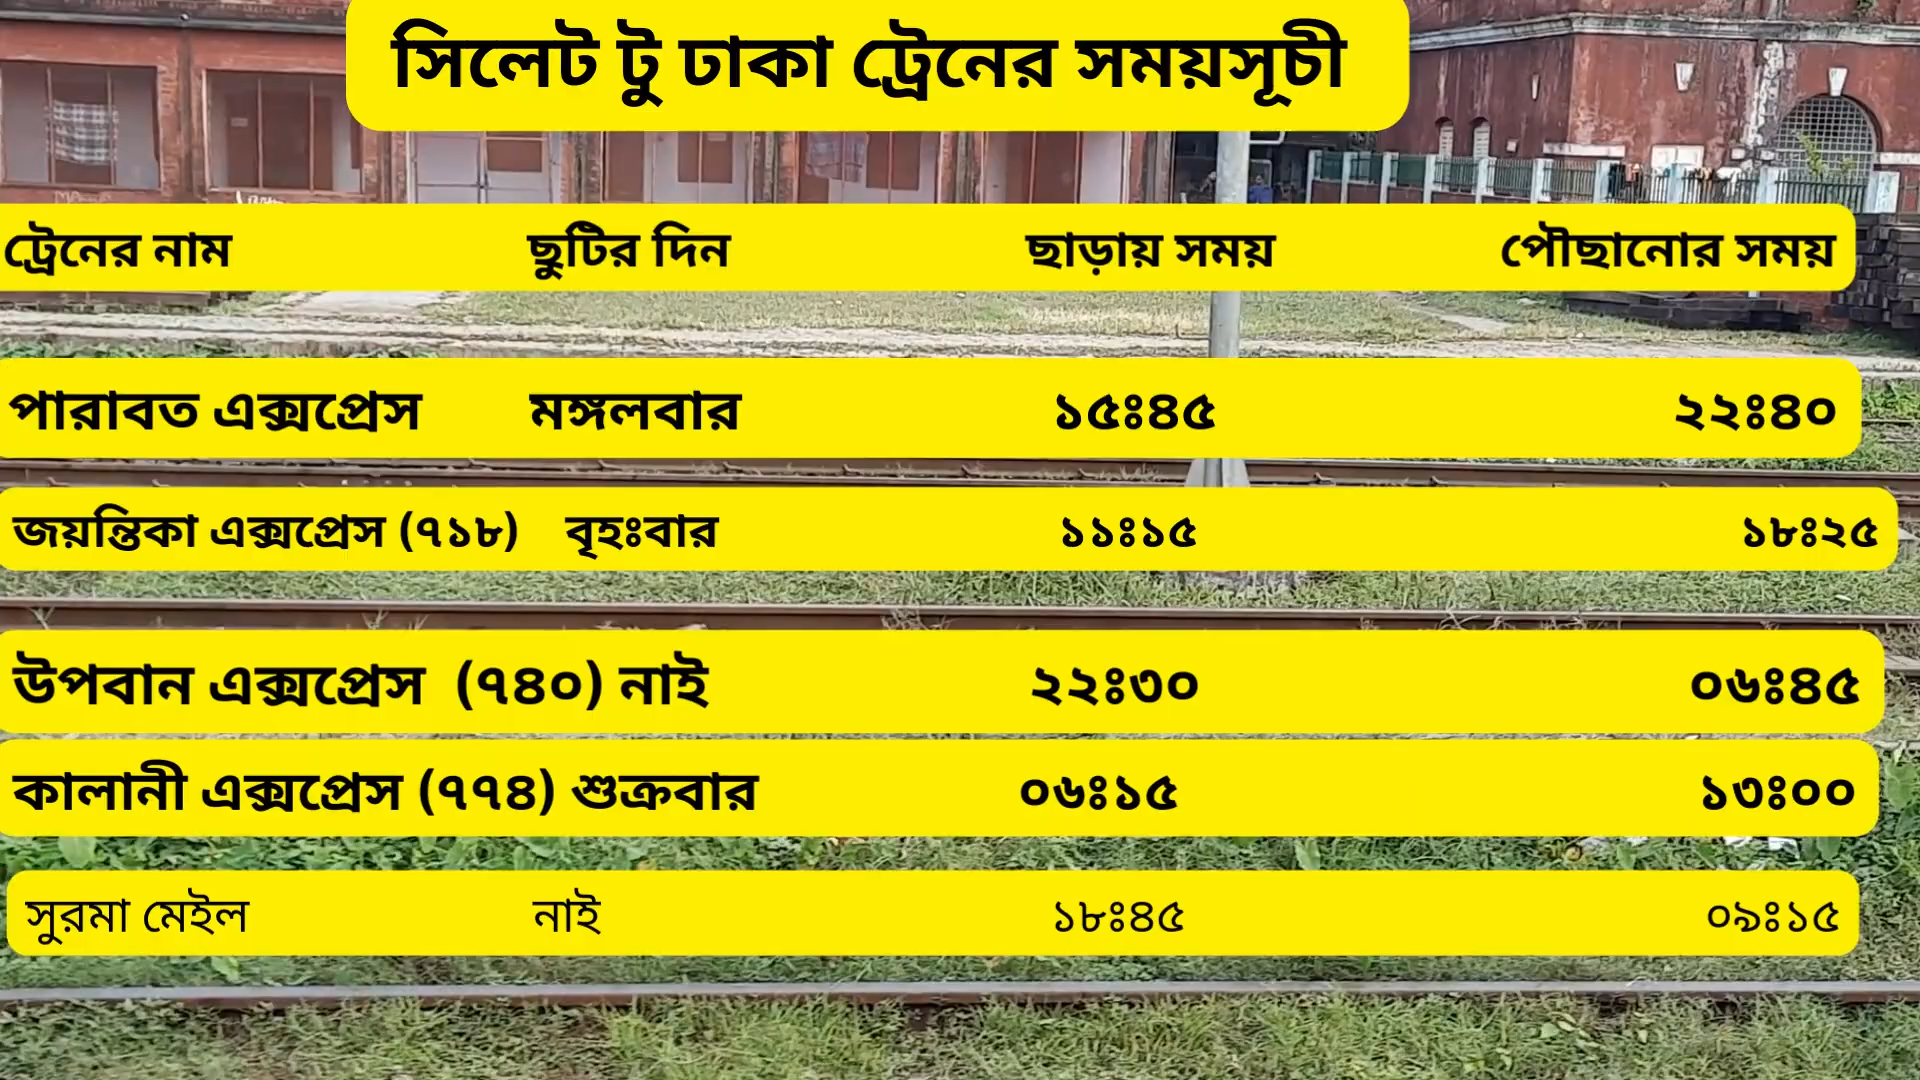 সিলেট টু ঢাকা ট্রেনের সময়সূচী
ট্রেনের নাম ছুটির দিন ছাড়ায় সময় পৌছানোর সময়
পারাবত এক্সপ্রেস মঙ্গলবার ১৫ঃ৪৫ ২২ঃ৪০
জয়ন্তিকা এক্সপ্রেস (৭১৮) বৃহঃবার ১১ঃ১৫ ১৮ঃ২৫
উপবান এক্সপ্রেস (৭৪০) নাই ২২ঃ৩০ ০৬ঃ৪৫
কালানী এক্সপ্রেস (৭৭৪) শুক্রবার ০৬ঃ১৫ ১৩ঃ০০
সুরমা মেইল নাই ১৮ঃ৪৫ ০৯ঃ১৫